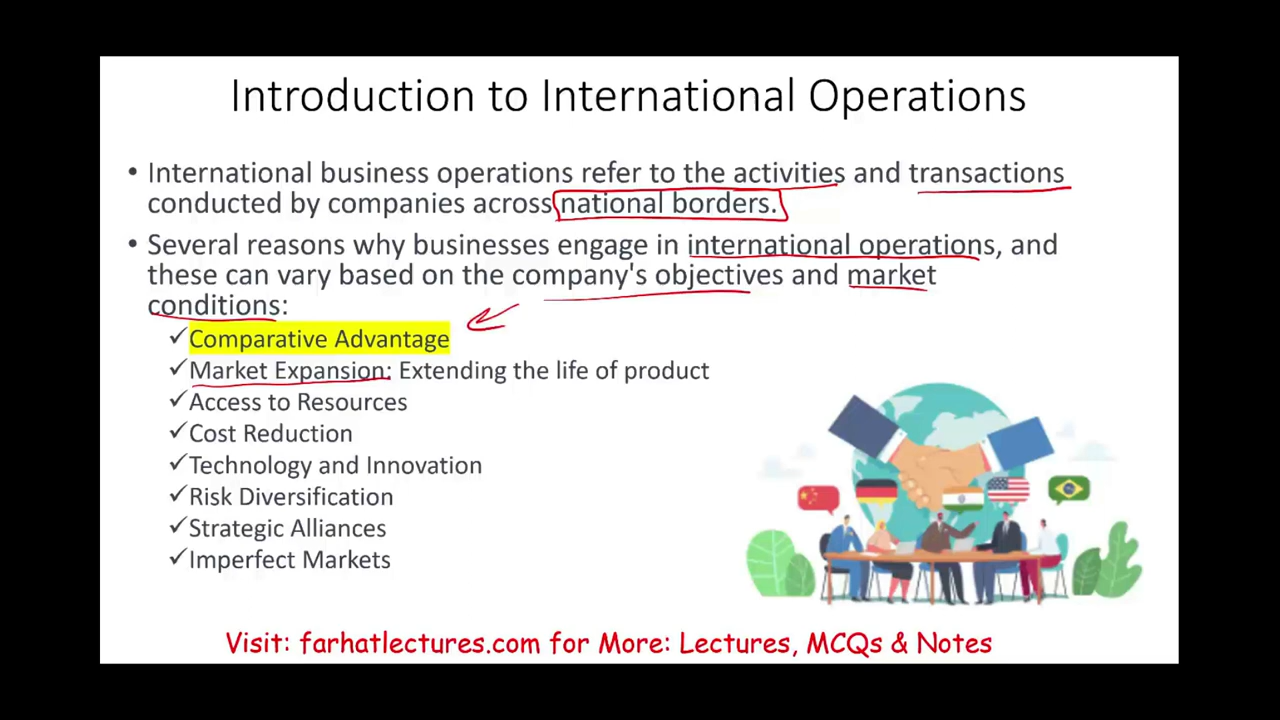 Introduction to International Operations
• International business operations refer to the activities and transactions
conducted by companies across national borders.
• Several reasons why businesses engage in international operations, and
these can vary based on the company's objectives and market
conditions:
✓Comparative Advantage
✓Market Expansion: Extending the life of product
✓Access to Resources
✓Cost Reduction
✓Technology and Innovation
✓Risk Diversification
✓Strategic Alliances
✓Imperfect Markets
Visit: farhatlectures.com for More: Lectures, MCQs & Notes